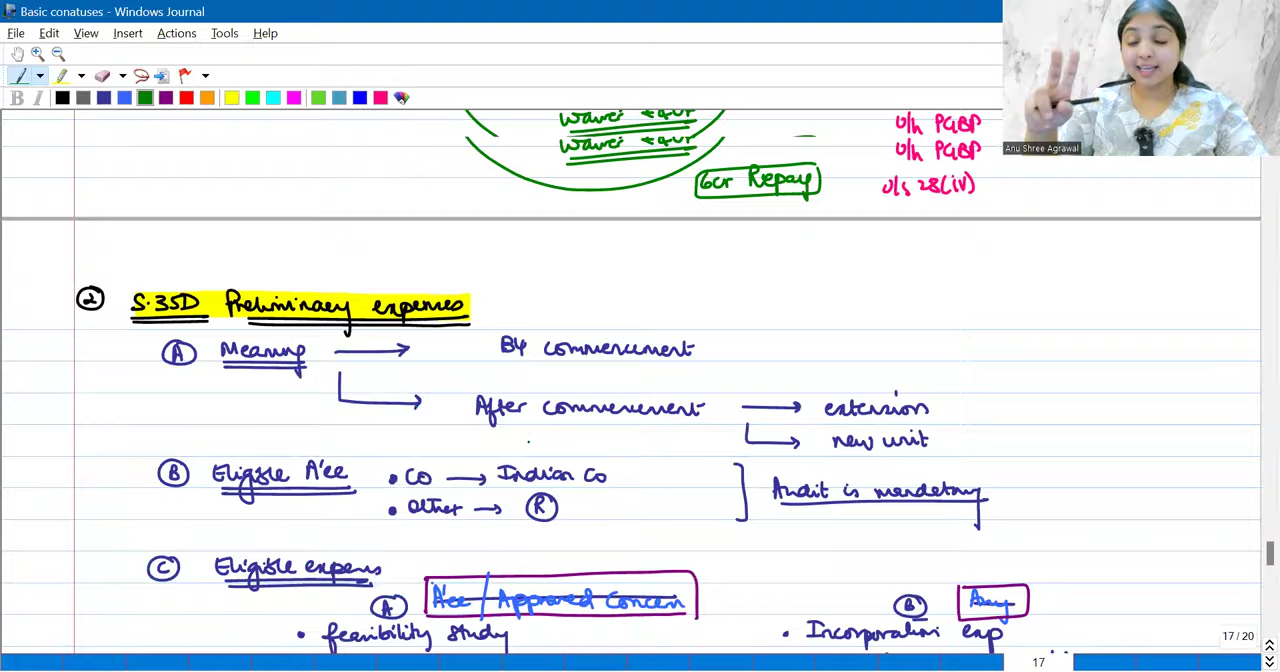 Basic conatuses - Windows Journal
File Edit View Insert Actions Tools Help
B I
Anu Shree Agrawal
Waver
u/h PGBP
Waver
u/h PGBP
6cr Repay
u/s 28(iv)
② S.35D Preliminary expenses
Ⓐ Meaning → B4 commencement
After commencement → extension
→ new unit
Ⓑ Eligible A'ee • CO → Indian Co
• Other → Ⓡ
Audit is mandatory
Ⓒ Eligible expens
Ⓐ A'ee / Approved Concern
Ⓑ Any
• feasibility study
• Incorporation exp
17/20
17